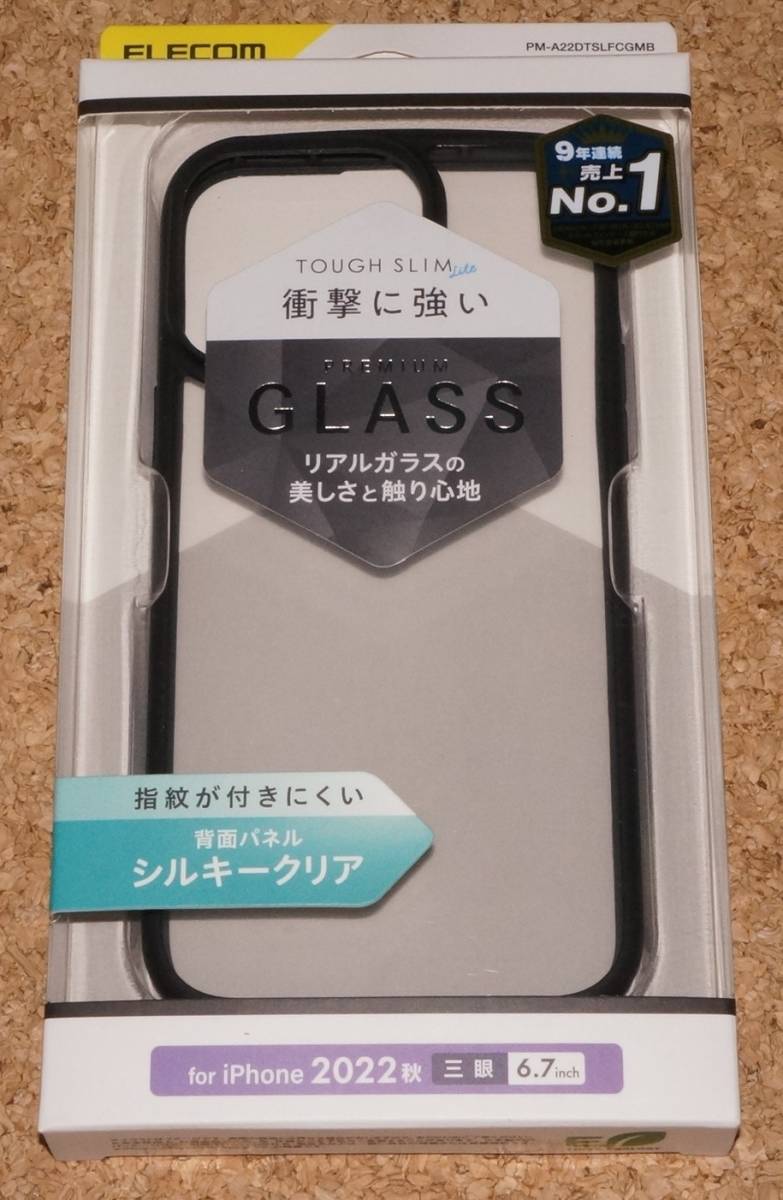 ELECOM
PM-A22DTSLFCGMB
9年連続
売上
No.1
TOUGH SLIM Lite
衝撃に強い
PREMIUM
GLASS
リアルガラスの
美しさと触り心地
指紋が付きにくい
背面パネル
シルキークリア
for iPhone 2022秋 三眼 6.7inch